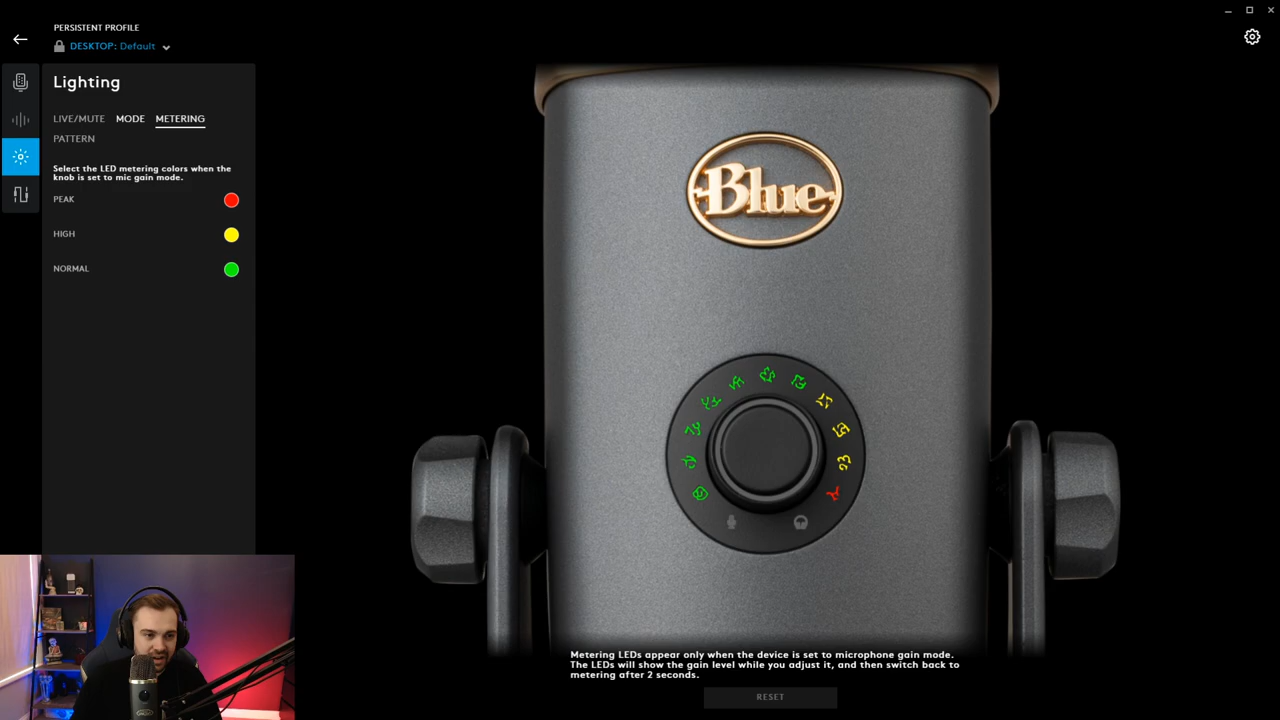 PERSISTENT PROFILE
DESKTOP: Default
Lighting
LIVE/MUTE MODE METERING
PATTERN
Select the LED metering colors when the
knob is set to mic gain mode.
PEAK
HIGH
NORMAL
Blue
Metering LEDs appear only when the device is set to microphone gain mode.
The LEDs will show the gain level while you adjust it, and then switch back to
metering after 2 seconds.
RESET